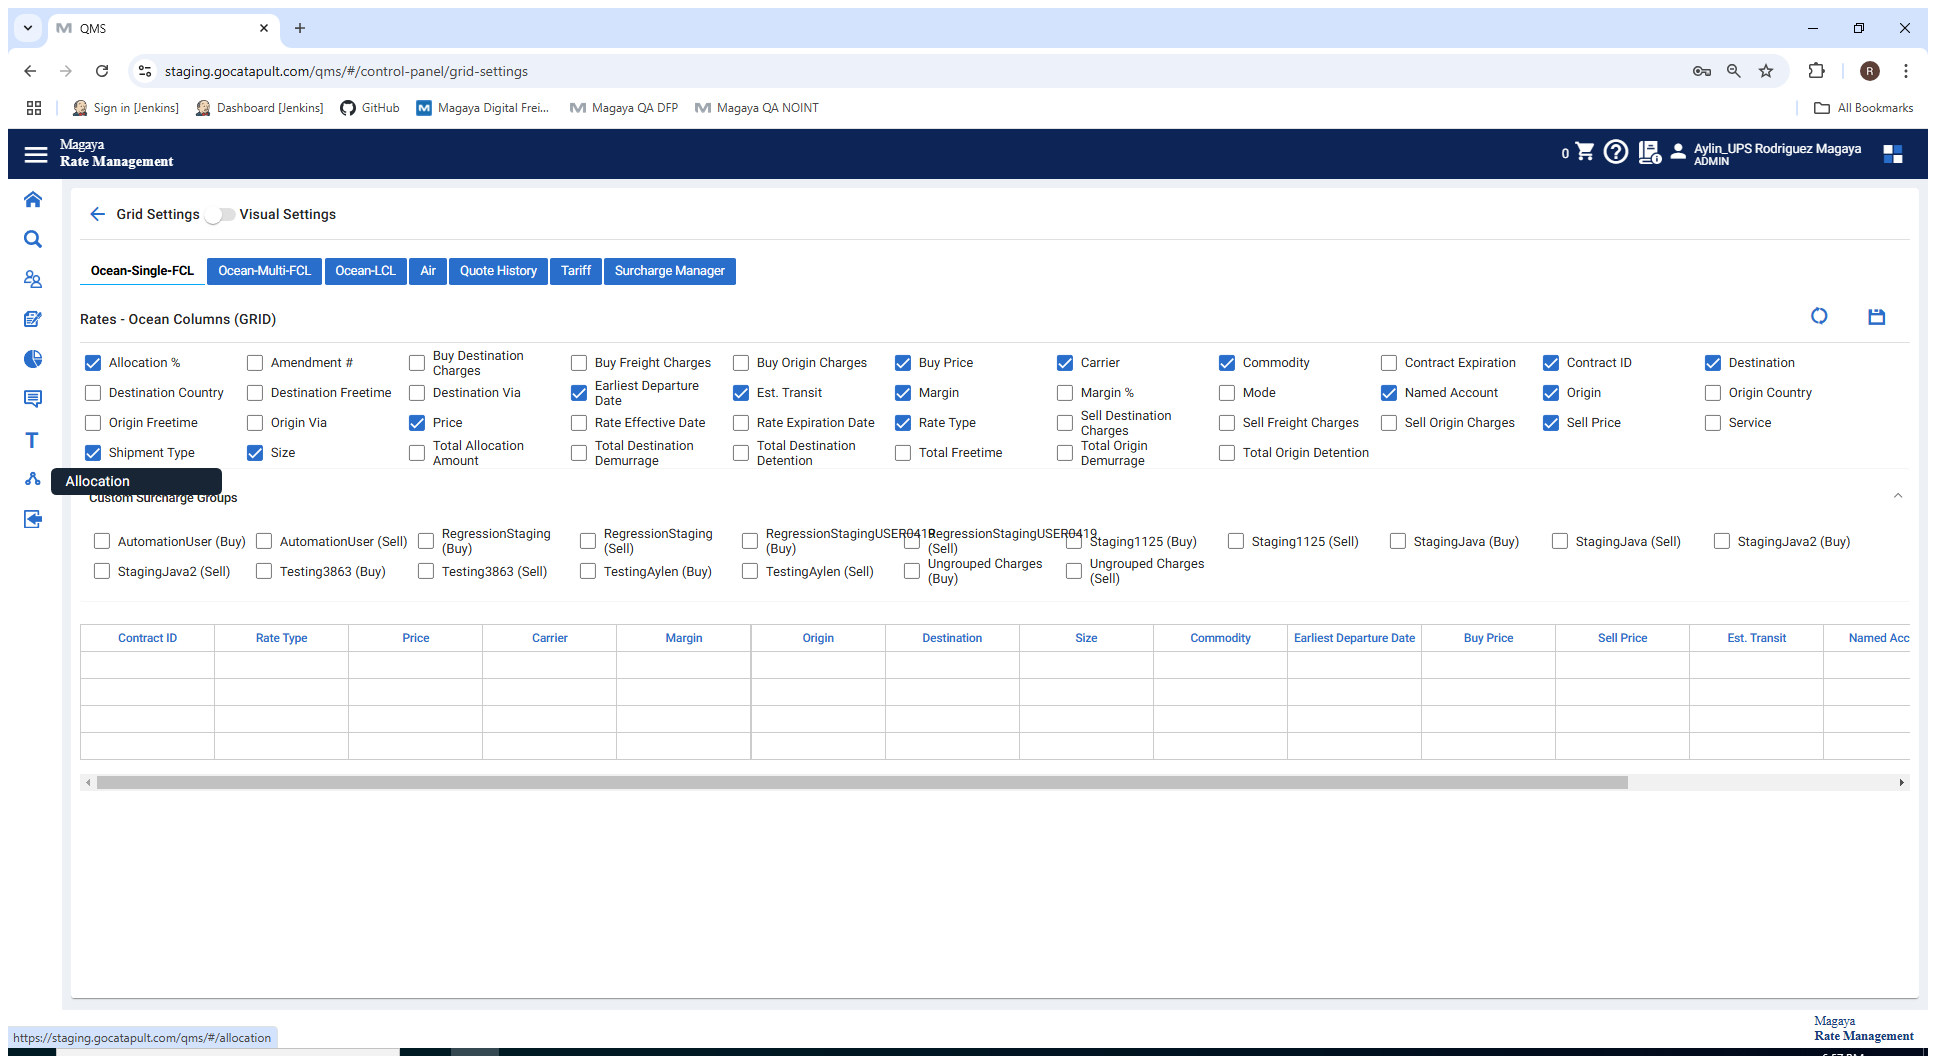 QMS
staging.gocatapult.com/qms/#/control-panel/grid-settings
R
Sign in [Jenkins]
Dashboard [Jenkins]
GitHub
Magaya Digital Frei...
Magaya QA DFP
Magaya QA NOINT
All Bookmarks
Magaya
Rate Management
0
Aylin_UPS Rodriguez Magaya
ADMIN
Grid Settings
Visual Settings
Ocean-Single-FCL
Ocean-Multi-FCL
Ocean-LCL
Air
Quote History
Tariff
Surcharge Manager
Rates - Ocean Columns (GRID)
Allocation %
Amendment #
Buy Destination
Charges
Buy Freight Charges
Buy Origin Charges
Buy Price
Carrier
Commodity
Contract Expiration
Contract ID
Destination
Destination Country
Destination Freetime
Destination Via
Earliest Departure
Date
Est. Transit
Margin
Margin %
Mode
Named Account
Origin
Origin Country
Origin Freetime
Origin Via
Price
Rate Effective Date
Rate Expiration Date
Rate Type
Sell Destination
Charges
Sell Freight Charges
Sell Origin Charges
Sell Price
Service
Shipment Type
Size
Total Allocation
Amount
Total Destination
Demurrage
Total Destination
Detention
Total Freetime
Total Origin
Demurrage
Total Origin Detention
T
Allocation
Custom Surcharge Groups
AutomationUser (Buy)
AutomationUser (Sell)
RegressionStaging
(Buy)
RegressionStaging
(Sell)
RegressionStagingUSER0419
(Buy)
RegressionStagingUSER0419
(Sell)
Staging1125 (Buy)
Staging1125 (Sell)
StagingJava (Buy)
StagingJava (Sell)
StagingJava2 (Buy)
StagingJava2 (Sell)
Testing3863 (Buy)
Testing3863 (Sell)
TestingAylen (Buy)
TestingAylen (Sell)
Ungrouped Charges
(Buy)
Ungrouped Charges
(Sell)
Contract ID
Rate Type
Price
Carrier
Margin
Origin
Destination
Size
Commodity
Earliest Departure Date
Buy Price
Sell Price
Est. Transit
Named Acc
https://staging.gocatapult.com/qms/#/allocation
Magaya
Rate Management